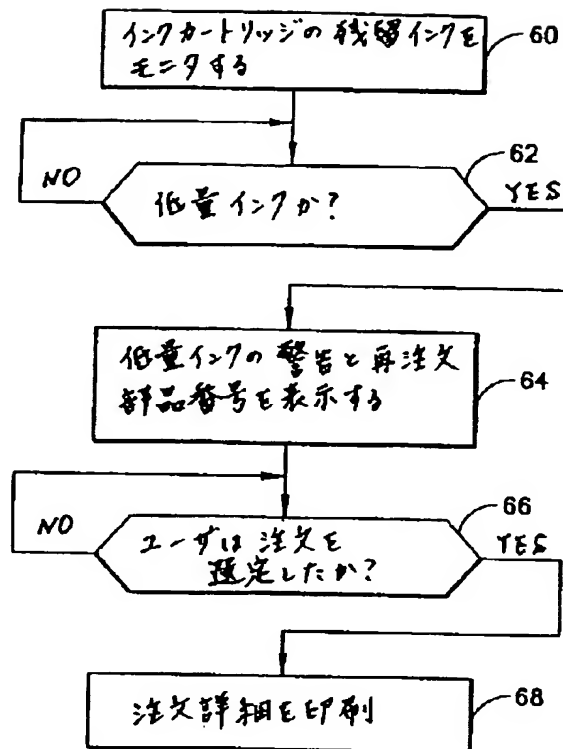 インクカートリッジの残留インクを
モニタする
60
62
NO
YES
低量インクか?
低量インクの警告と再注文
部品番号を表示する
64
66
NO
YES
ユーザは注文を
選定したか?
68
注文詳細を印刷